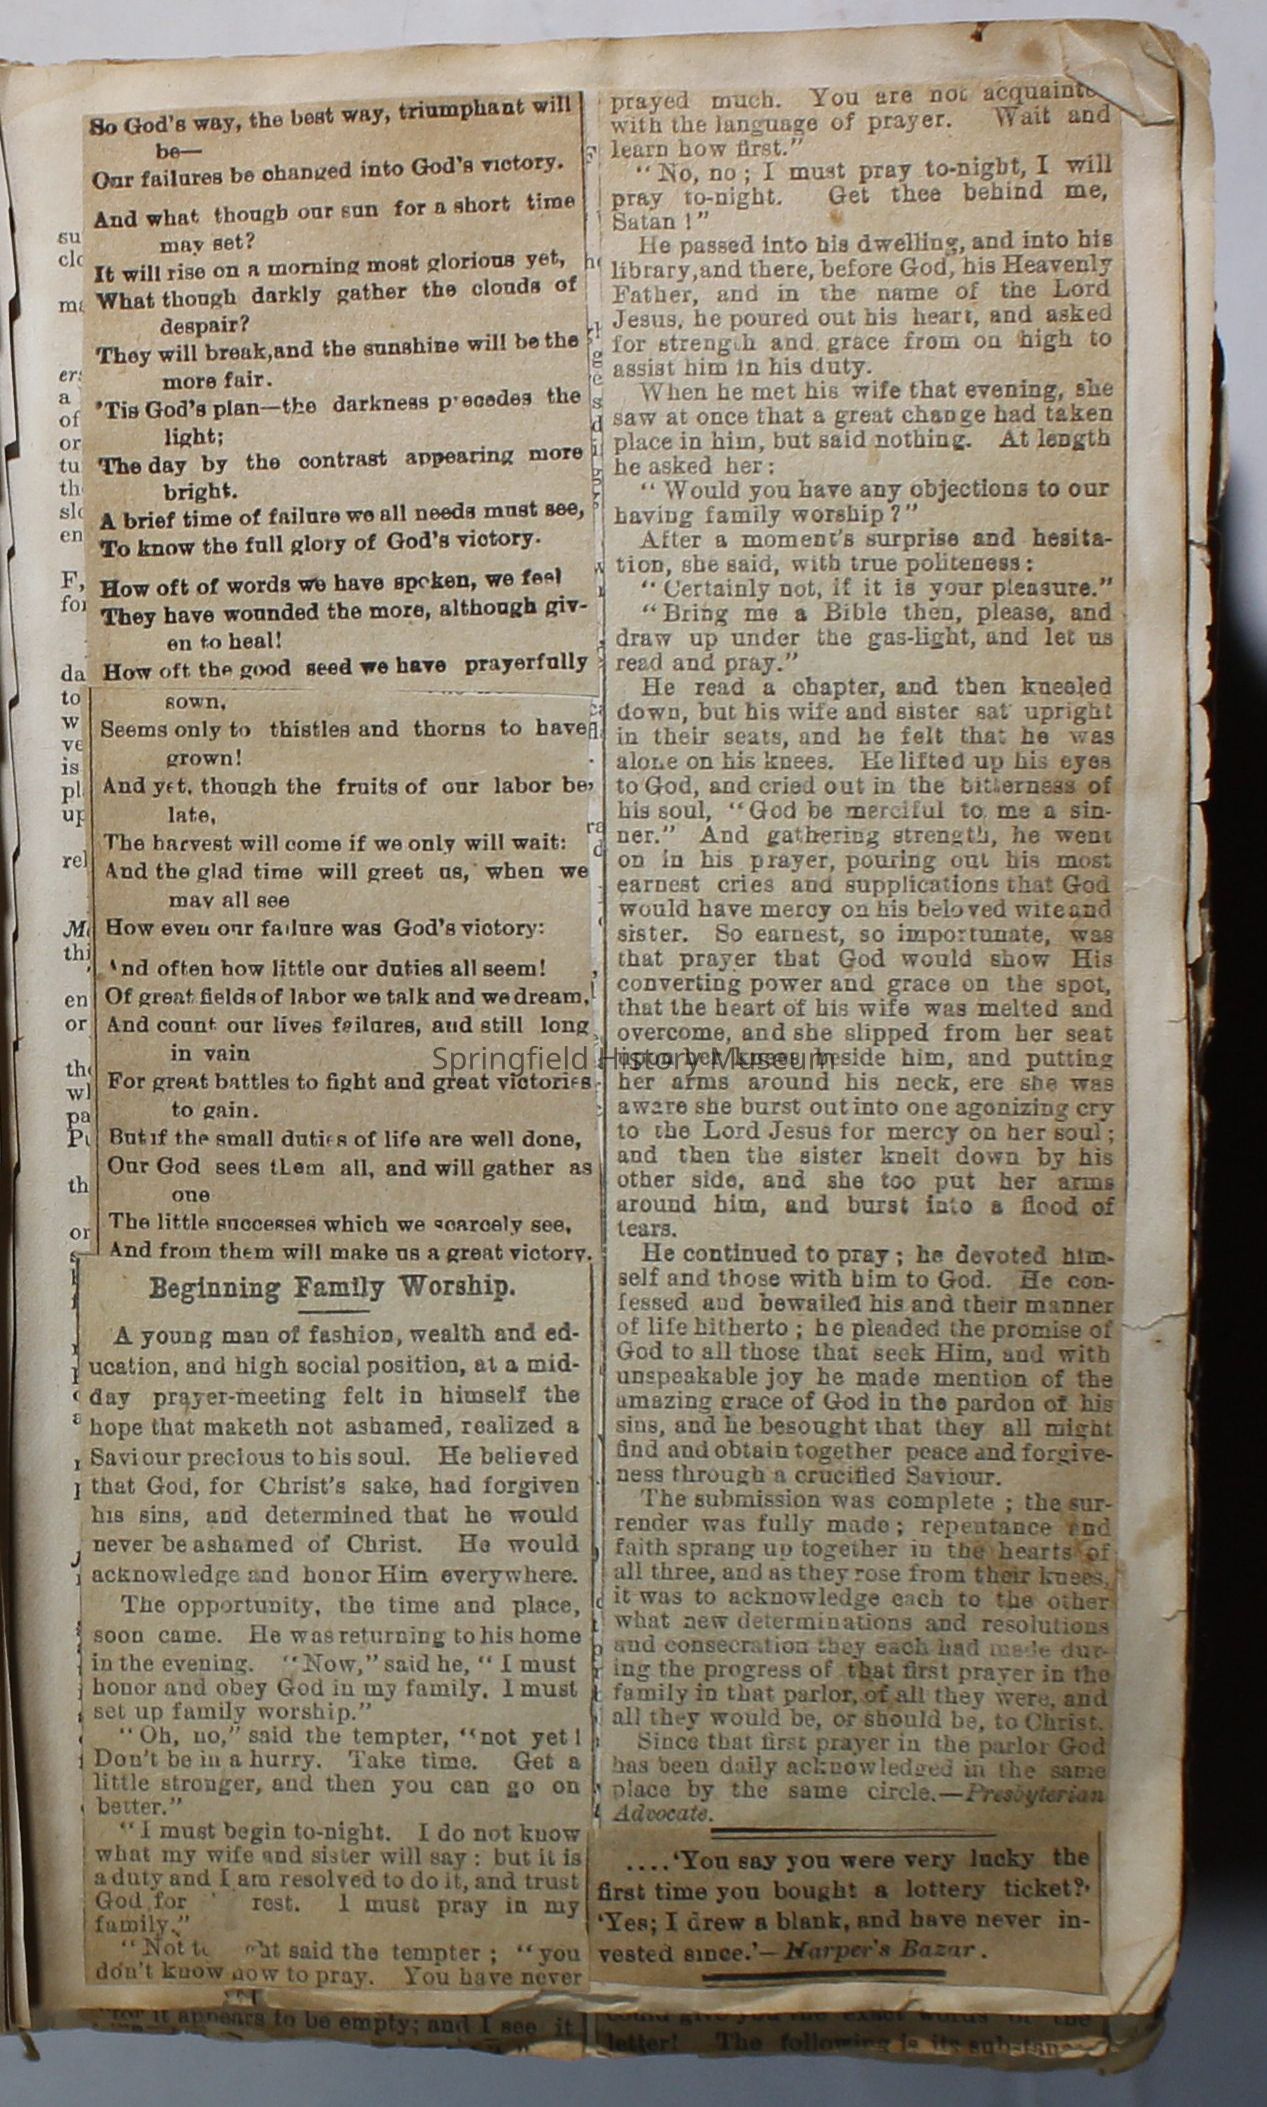 So God's way, the best way, triumphant will
be—
Our failures be changed into God's victory.
And what though our sun for a short time
may set?
It will rise on a morning most glorious yet,
What though darkly gather the clouds of
despair?
They will break,and the sunshine will be the
more fair.
'Tis God's plan—the darkness precedes the
light;
The day by the contrast appearing more
bright.
A brief time of failure we all needs must see,
To know the full glory of God's victory.
How oft of words we have spoken, we feel
They have wounded the more, although giv-
en to heal!
How oft the good seed we have prayerfully
sown,
Seems only to thistles and thorns to have
grown!
And yet, though the fruits of our labor be
late,
The harvest will come if we only will wait:
And the glad time will greet us, when we
may all see
How even our failure was God's victory:
And often how little our duties all seem!
Of great fields of labor we talk and we dream,
And count our lives failures, and still long
in vain
For great battles to fight and great victories
to gain.
But if the small duties of life are well done,
Our God sees them all, and will gather as
one
The little successes which we scarcely see,
And from them will make us a great victory.
Beginning Family Worship.
A young man of fashion, wealth and ed-
ucation, and high social position, at a mid-
day prayer-meeting felt in himself the
hope that maketh not ashamed, realized a
Saviour precious to his soul. He believed
that God, for Christ's sake, had forgiven
his sins, and determined that he would
never be ashamed of Christ. He would
acknowledge and honor Him everywhere.
The opportunity, the time and place,
soon came. He was returning to his home
in the evening. "Now," said he, "I must
honor and obey God in my family, I must
set up family worship."
"Oh, no," said the tempter, "not yet!
Don't be in a hurry. Take time. Get a
little stronger, and then you can go on
better."
"I must begin to-night. I do not know
what my wife and sister will say: but it is
a duty and I am resolved to do it, and trust
God for rest. I must pray in my
family."
"Not said the tempter; "you
don't know how to pray. You have never
prayed much. You are not acquainte
with the language of prayer. Wait and
learn how first."
"No, no; I must pray to-night, I will
pray to-night. Get thee behind me,
Satan!"
He passed into his dwelling, and into his
library,and there, before God, his Heavenly
Father, and in the name of the Lord
Jesus, he poured out his heart, and asked
for strength and grace from on high to
assist him in his duty.
When he met his wife that evening, she
saw at once that a great change had taken
place in him, but said nothing. At length
he asked her:
"Would you have any objections to our
having family worship?"
After a moment's surprise and hesita-
tion, she said, with true politeness:
"Certainly not, if it is your pleasure."
"Bring me a Bible then, please, and
draw up under the gas-light, and let us
read and pray."
He read a chapter, and then kneeled
down, but his wife and sister sat upright
in their seats, and he felt that he was
alone on his knees. He lifted up his eyes
to God, and cried out in the bitterness of
his soul, "God be merciful to me a sin-
ner." And gathering strength, he went
on in his prayer, pouring out his most
earnest cries and supplications that God
would have mercy on his beloved wife and
sister. So earnest, so importunate, was
that prayer that God would show His
converting power and grace on the spot,
that the heart of his wife was melted and
overcome, and she slipped from her seat
upon her knees beside him, and putting
her arms around his neck, ere she was
aware she burst out into one agonizing cry
to the Lord Jesus for mercy on her soul;
and then the sister knelt down by his
other side, and she too put her arms
around him, and burst into a flood of
tears.
He continued to pray; he devoted him-
self and those with him to God. He con-
fessed and bewailed his and their manner
of life hitherto; he pleaded the promise of
God to all those that seek Him, and with
unspeakable joy he made mention of the
amazing grace of God in the pardon of his
sins, and he besought that they all might
find and obtain together peace and forgive-
ness through a crucified Saviour.
The submission was complete; the sur-
render was fully made; repentance and
faith sprang up together in the hearts of
all three, and as they rose from their knees,
it was to acknowledge each to the other
what new determinations and resolutions
and consecration they each had made dur-
ing the progress of that first prayer in the
family in that parlor, of all they were, and
all they would be, or should be, to Christ.
Since that first prayer in the parlor God
has been daily acknowledged in the same
place by the same circle.—Presbyterian
Advocate.
....'You say you were very lucky the
first time you bought a lottery ticket?'
'Yes; I drew a blank, and have never in-
vested since.'—Harper's Bazar.
it appears to be empty; and I see it
could give you the exact words of the
letter! The following is its substan
Springfield History Museum